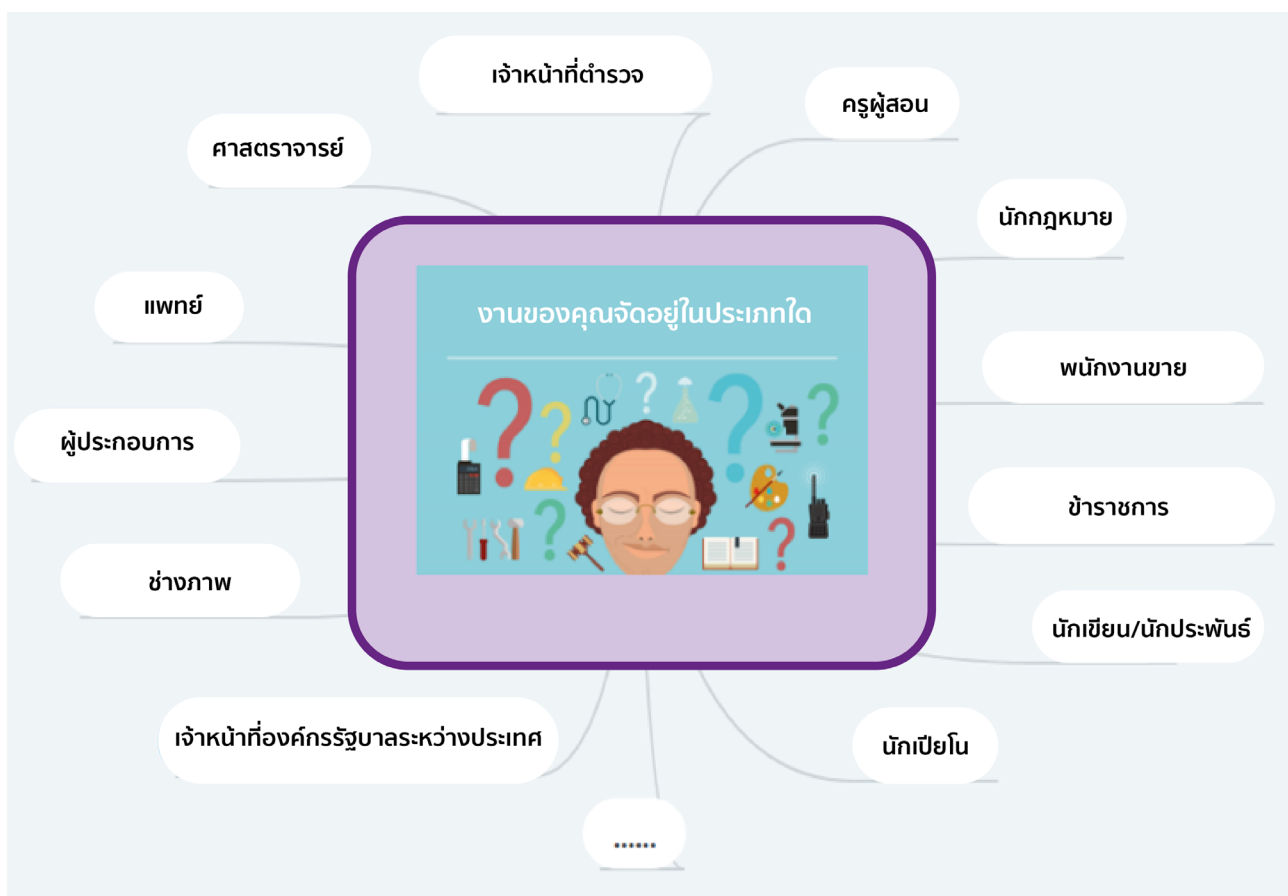 เจ้าหน้าที่ตำรวจ
ครูผู้สอน
ศาสตราจารย์
นักกฎหมาย
แพทย์
งานของคุณจัดอยู่ในประเภทใด
พนักงานขาย
ผู้ประกอบการ
ข้าราชการ
ช่างภาพ
นักเขียน/นักประพันธ์
เจ้าหน้าที่องค์กรรัฐบาลระหว่างประเทศ
นักเปียโน
......